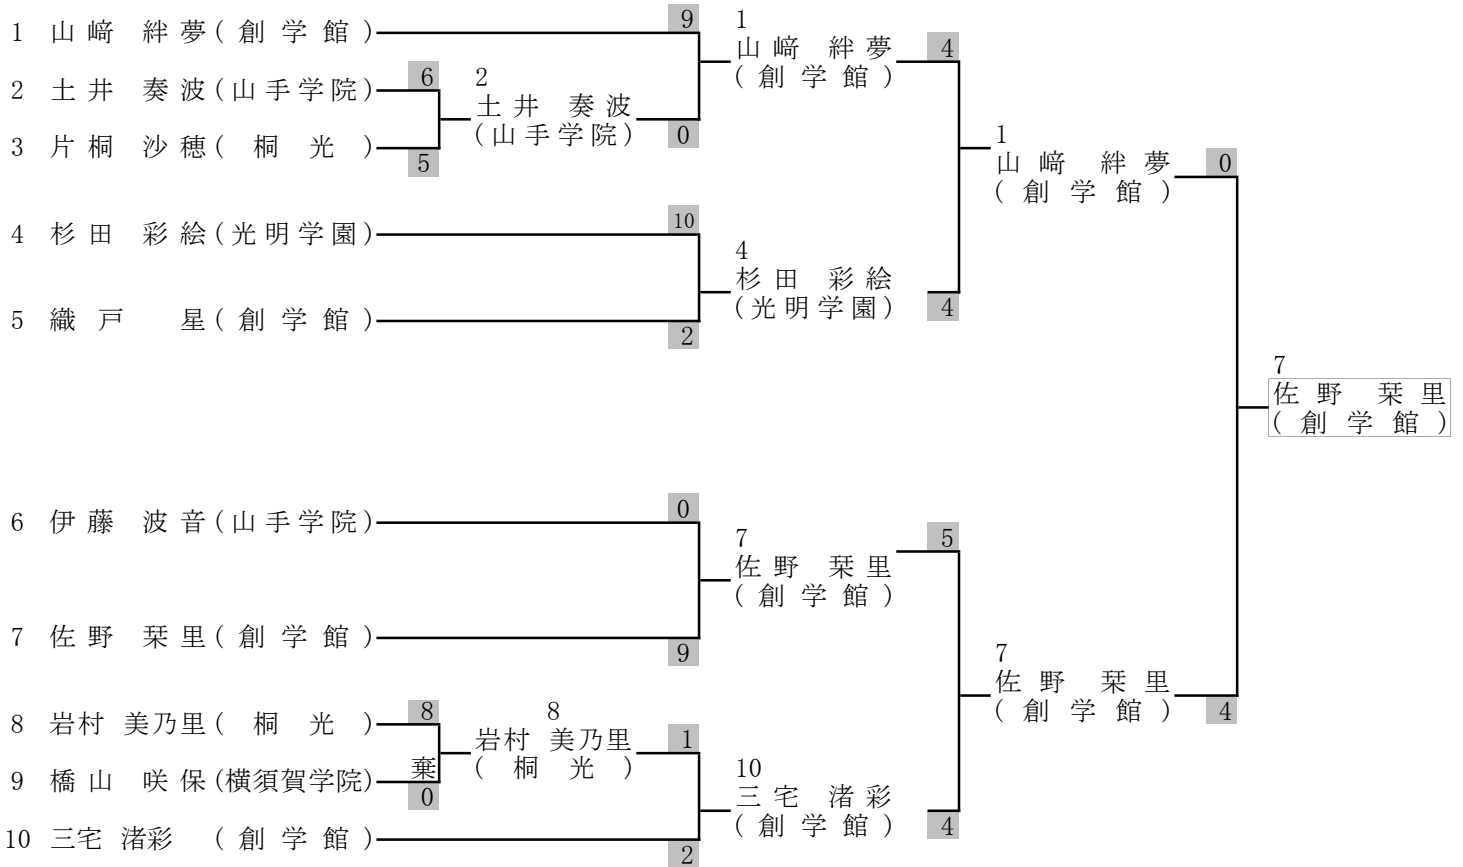 1 山﨑 絆夢(創学館)
9
2 土井 奏波(山手学院)
6
3 片桐 沙穂(桐光)
5
2
土井 奏波
(山手学院)
0
4 杉田 彩絵(光明学園)
10
5 織戸 星(創学館)
2
1
山﨑 絆夢
(創学館)
4
4
杉田 彩絵
(光明学園)
4
1
山﨑 絆夢
(創学館)
0
6 伊藤 波音(山手学院)
0
7 佐野 栞里(創学館)
9
8 岩村 美乃里(桐光)
8
9 橋山 咲保(横須賀学院)
棄
0
8
岩村 美乃里
(桐光)
1
10 三宅 渚彩 (創学館)
2
7
佐野 栞里
(創学館)
5
10
三宅 渚彩
(創学館)
4
7
佐野 栞里
(創学館)
4
7
佐野 栞里
(創学館)